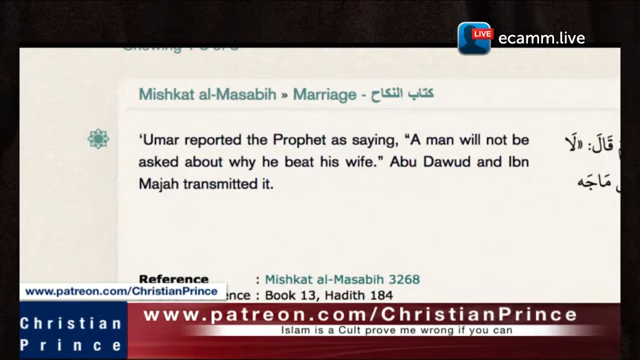 LIVE
ecamm.live
Mishkat al-Masabih » Marriage - كتاب النكاح
‘Umar reported the Prophet as saying, “A man will not be
asked about why he beat his wife.” Abu Dawud and Ibn
Majah transmitted it.
قَالَ: «لَا
مَاجَه
Reference : Mishkat al-Masabih 3268
: Book 13, Hadith 184
www.patreon.com/ChristianPrince
www.patreon.com/ChristianPrince
Christian
Prince
Islam is a Cult prove me wrong if you can